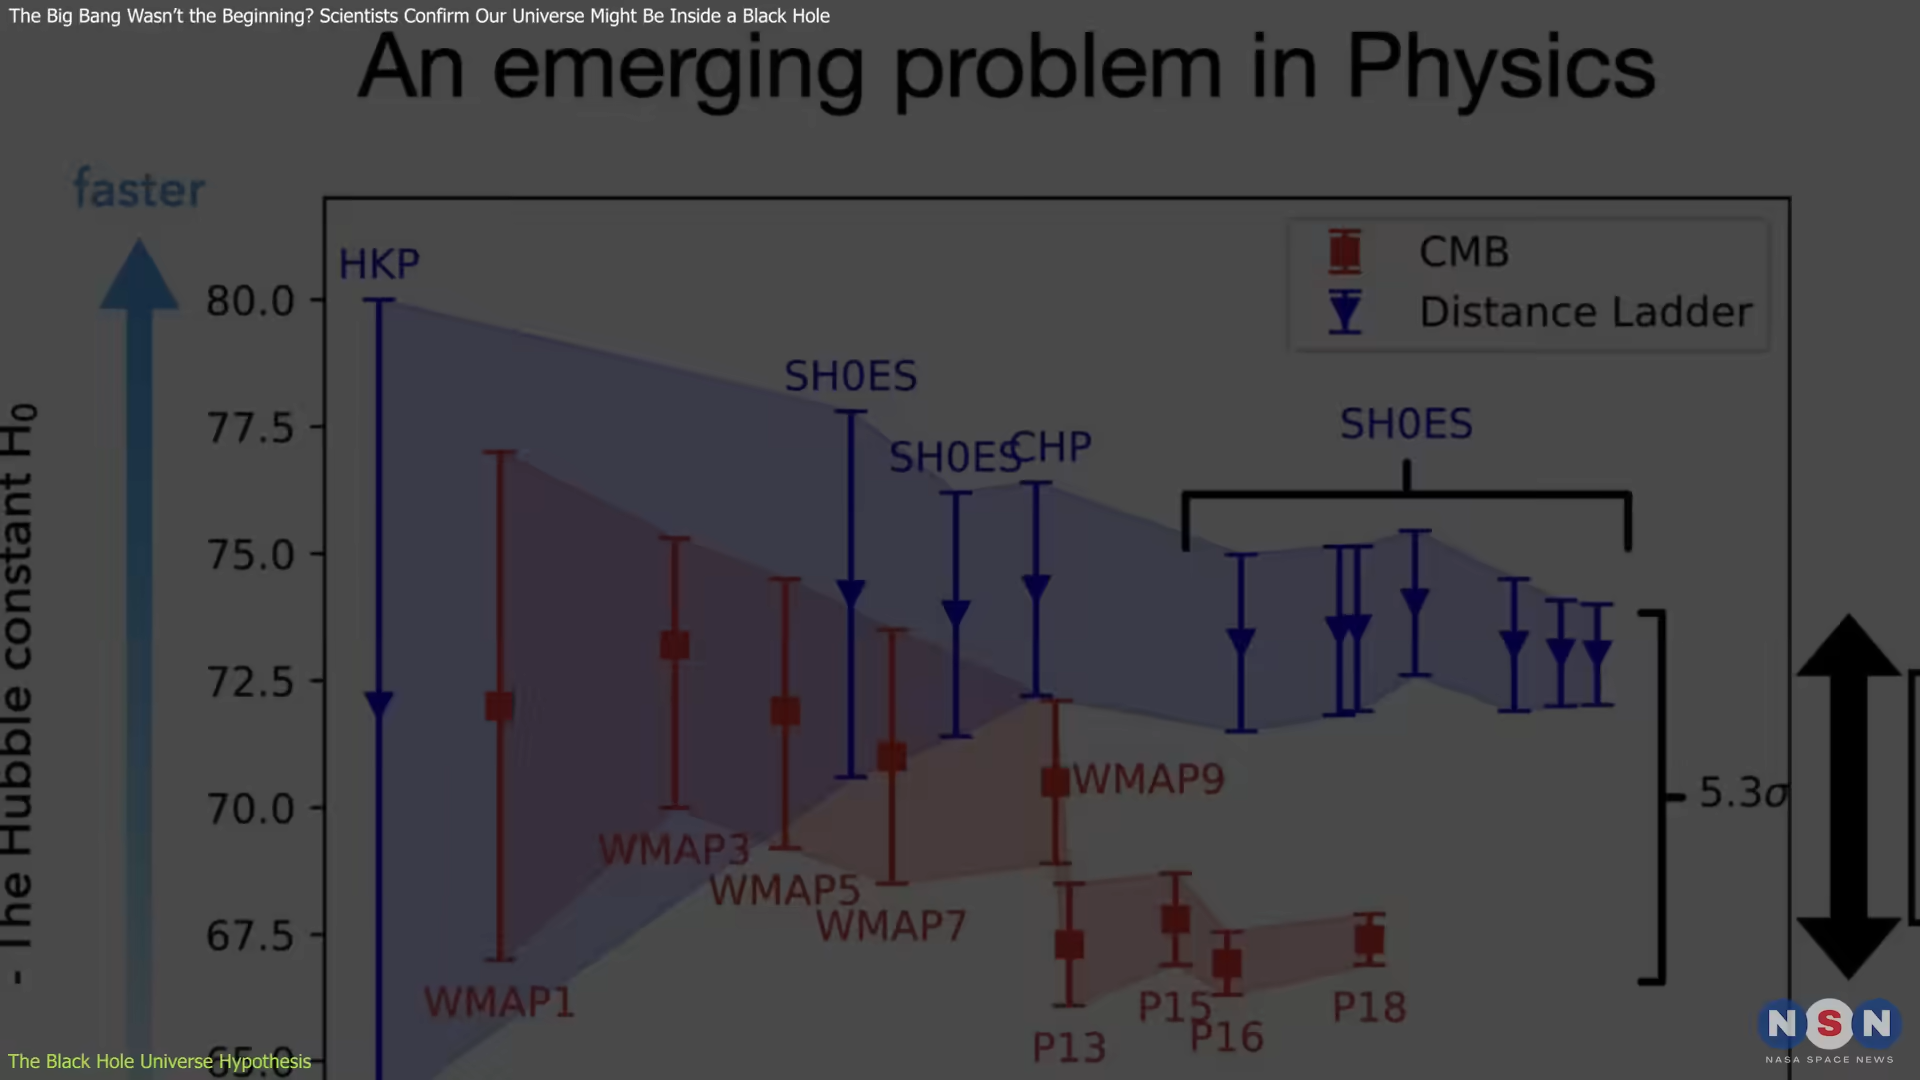 The Big Bang Wasn’t the Beginning? Scientists Confirm Our Universe Might Be Inside a Black Hole
An emerging problem in Physics
faster
- The Hubble constant H₀
80.0
77.5
75.0
72.5
70.0
67.5
65.0
CMB
Distance Ladder
HKP
SH0ES
SH0ES
CHP
SH0ES
WMAP9
5.3σ
WMAP3
WMAP5
WMAP7
WMAP1
P15
P18
P16
P13
NSN
NASA SPACE NEWS
The Black Hole Universe Hypothesis